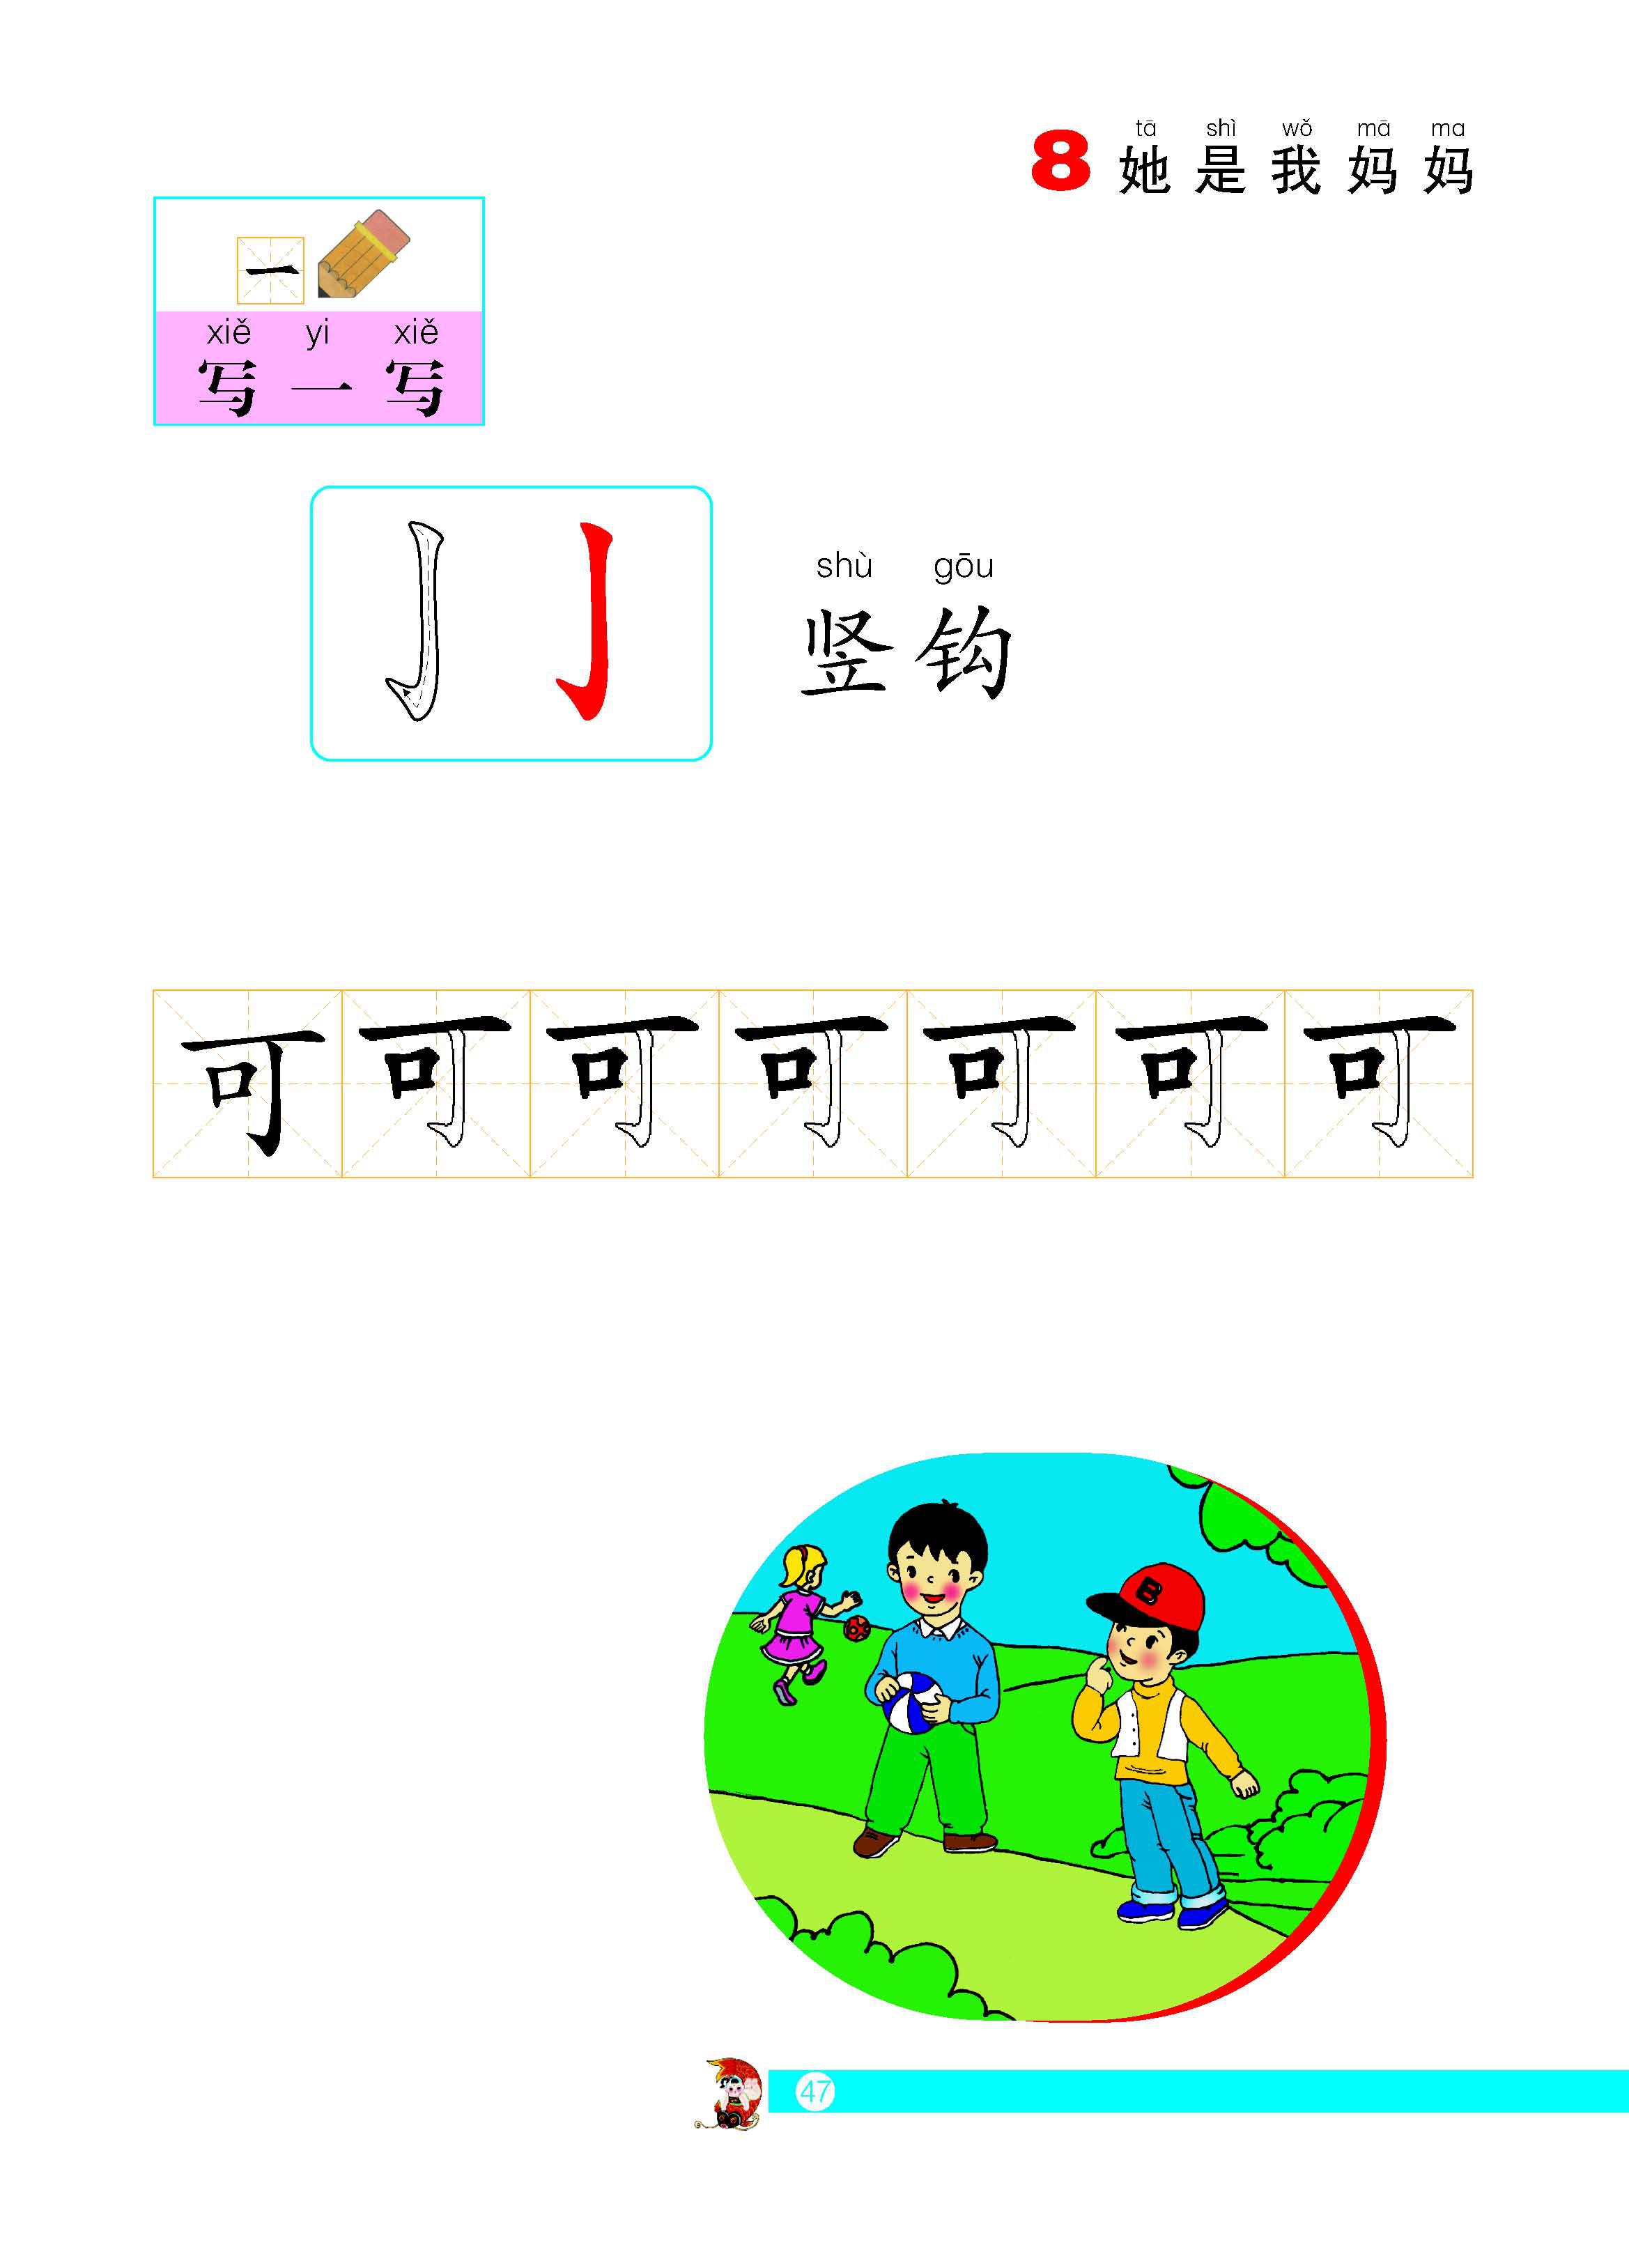 tā shì wǒ mā ma
8 她是我妈妈
一
xiě yi xiě
写一写
亅 亅
shù gōu
竖钩
可 可 可 可 可 可 可
B
47